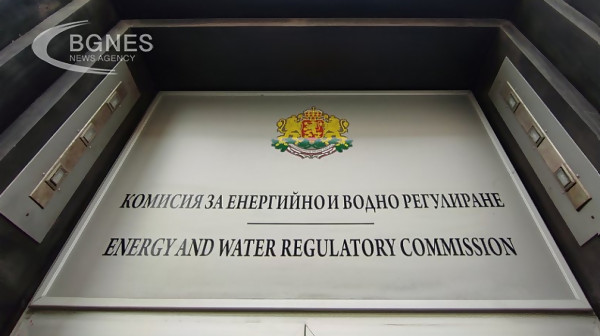 BGNES
NEWS AGENCY
КОМИСИЯ ЗА ЕНЕРГИЙНО И ВОДНО РЕГУЛИРАНЕ
ENERGY AND WATER REGULATORY COMMISSION